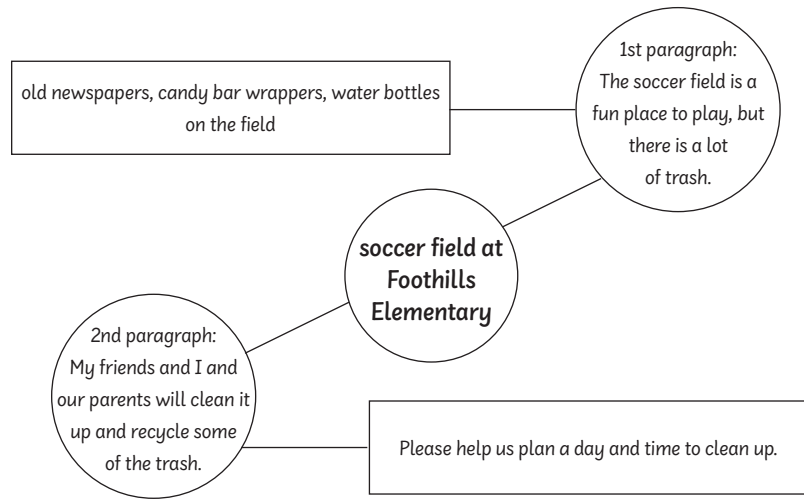 1st paragraph:
The soccer field is a
fun place to play, but
there is a lot
of trash.
old newspapers, candy bar wrappers, water bottles
on the field
soccer field at
Foothills
Elementary
2nd paragraph:
My friends and I and
our parents will clean it
up and recycle some
of the trash.
Please help us plan a day and time to clean up.